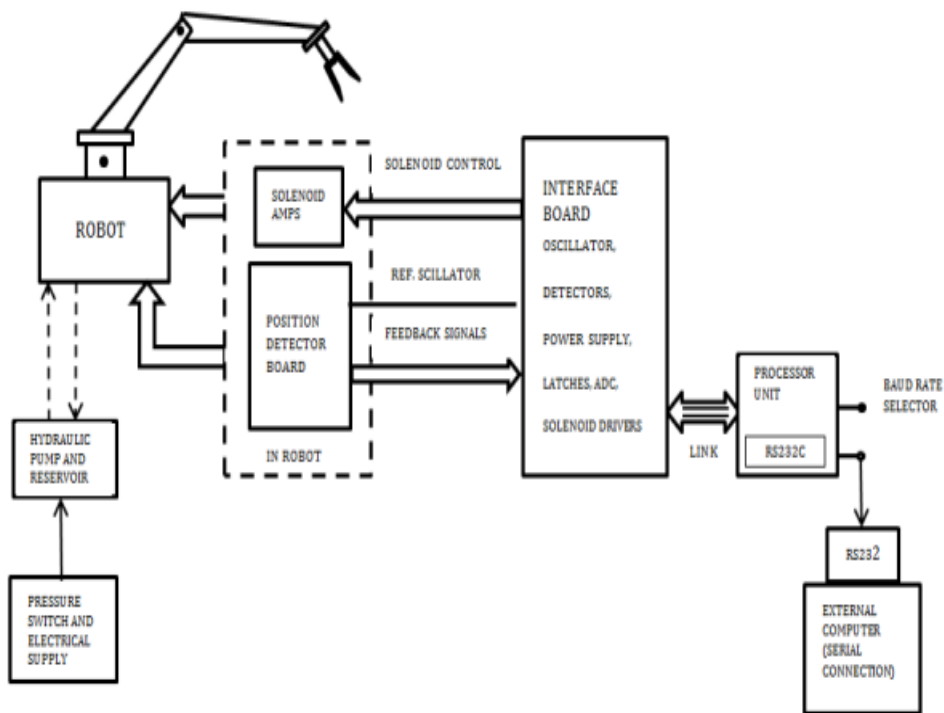 ROBOT
SOLENOID
AMPS
POSITION
DETECTOR
BOARD
IN ROBOT
SOLENOID CONTROL
REF. SCILLATOR
FEEDBACK SIGNALS
INTERFACE
BOARD
OSCILLATOR,
DETECTORS,
POWER SUPPLY,
LATCHES, ADC,
SOLENOID DRIVERS
LINK
PROCESSOR
UNIT
RS232C
BAUD RATE
SELECTOR
HYDRAULIC
PUMP AND
RESERVOIR
PRESSURE
SWITCH AND
ELECTRICAL
SUPPLY
RS232
EXTERNAL
COMPUTER
(SERIAL
CONNECTION)